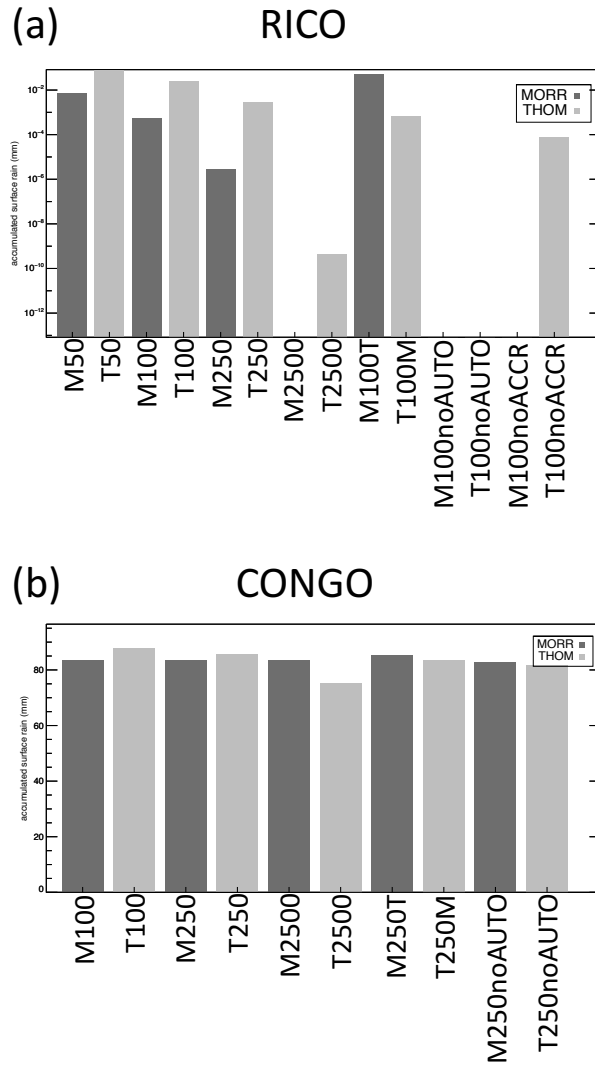 (a) RICO
accumulated surface rain (mm)
10⁻²
10⁻⁴
10⁻⁶
10⁻⁸
10⁻¹⁰
10⁻¹²
MORR
THOM
M50
T50
M100
T100
M250
T250
M2500
T2500
M100T
T100M
M100noAUTO
T100noAUTO
M100noACCR
T100noACCR
(b) CONGO
accumulated surface rain (mm)
80
60
40
20
0
MORR
THOM
M100
T100
M250
T250
M2500
T2500
M250T
T250M
M250noAUTO
T250noAUTO